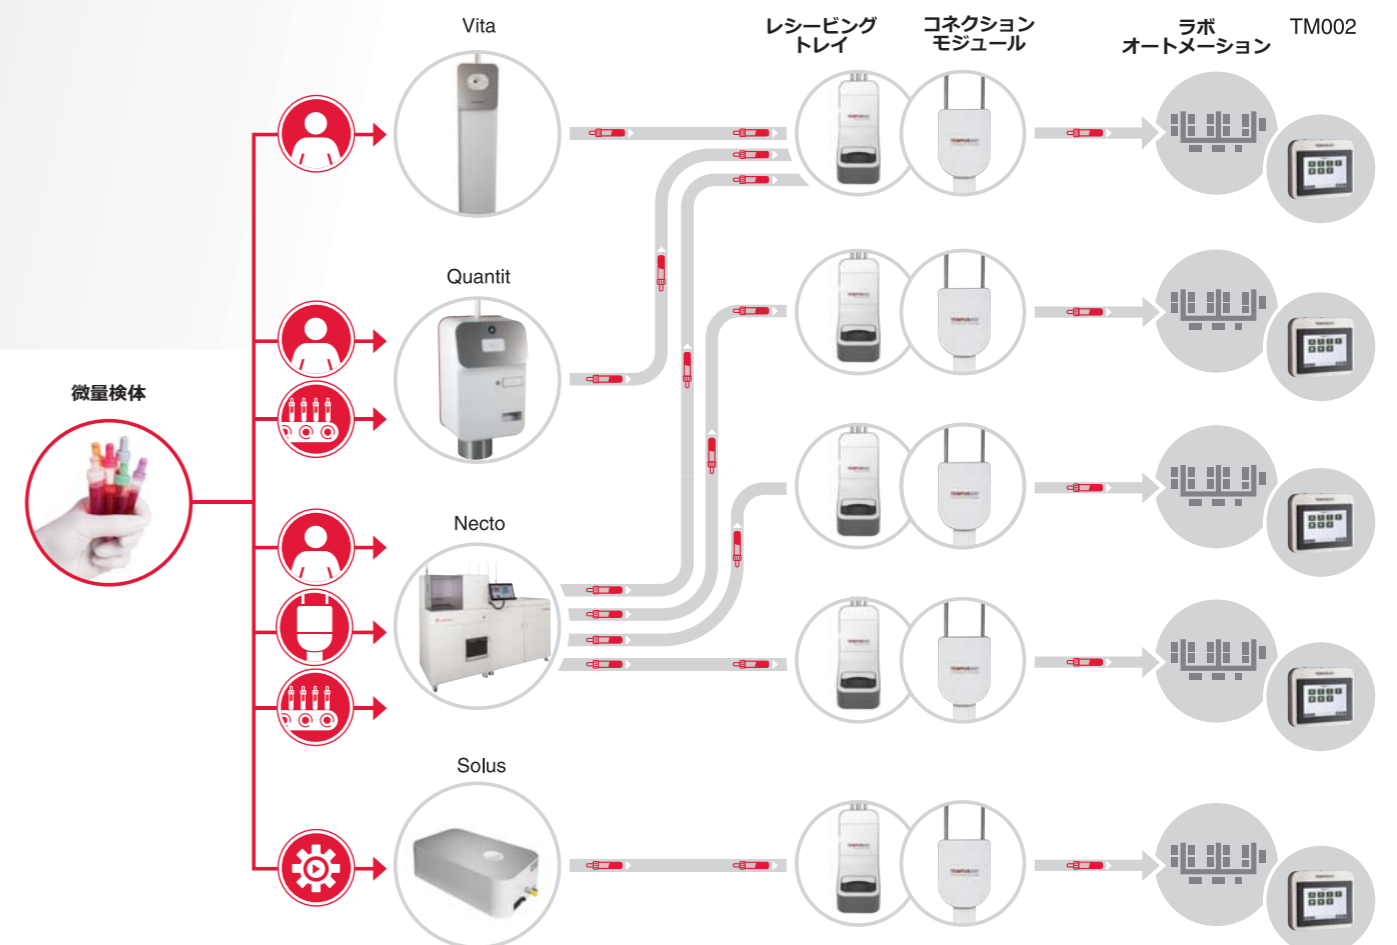 Vita
レシービング
トレイ
コネクション
モジュール
ラボ
オートメーション
TM002
Quantit
微量検体
Necto
Solus